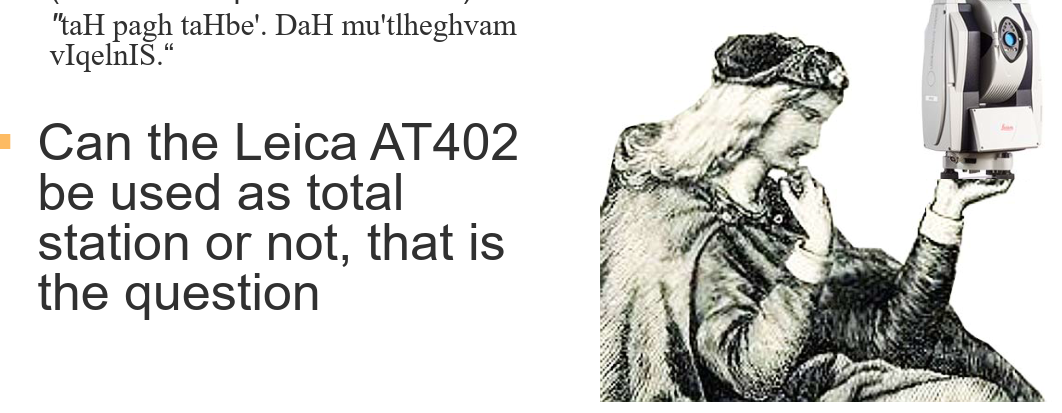 "taH pagh taHbe'. DaH mu'tlheghvam
vIqelnIS.“
Can the Leica AT402
be used as total
station or not, that is
the question
Leica